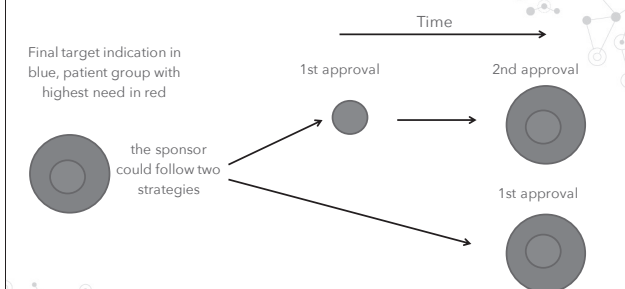 Time
Final target indication in
blue, patient group with
highest need in red
1st approval
2nd approval
the sponsor
could follow two
strategies
1st approval